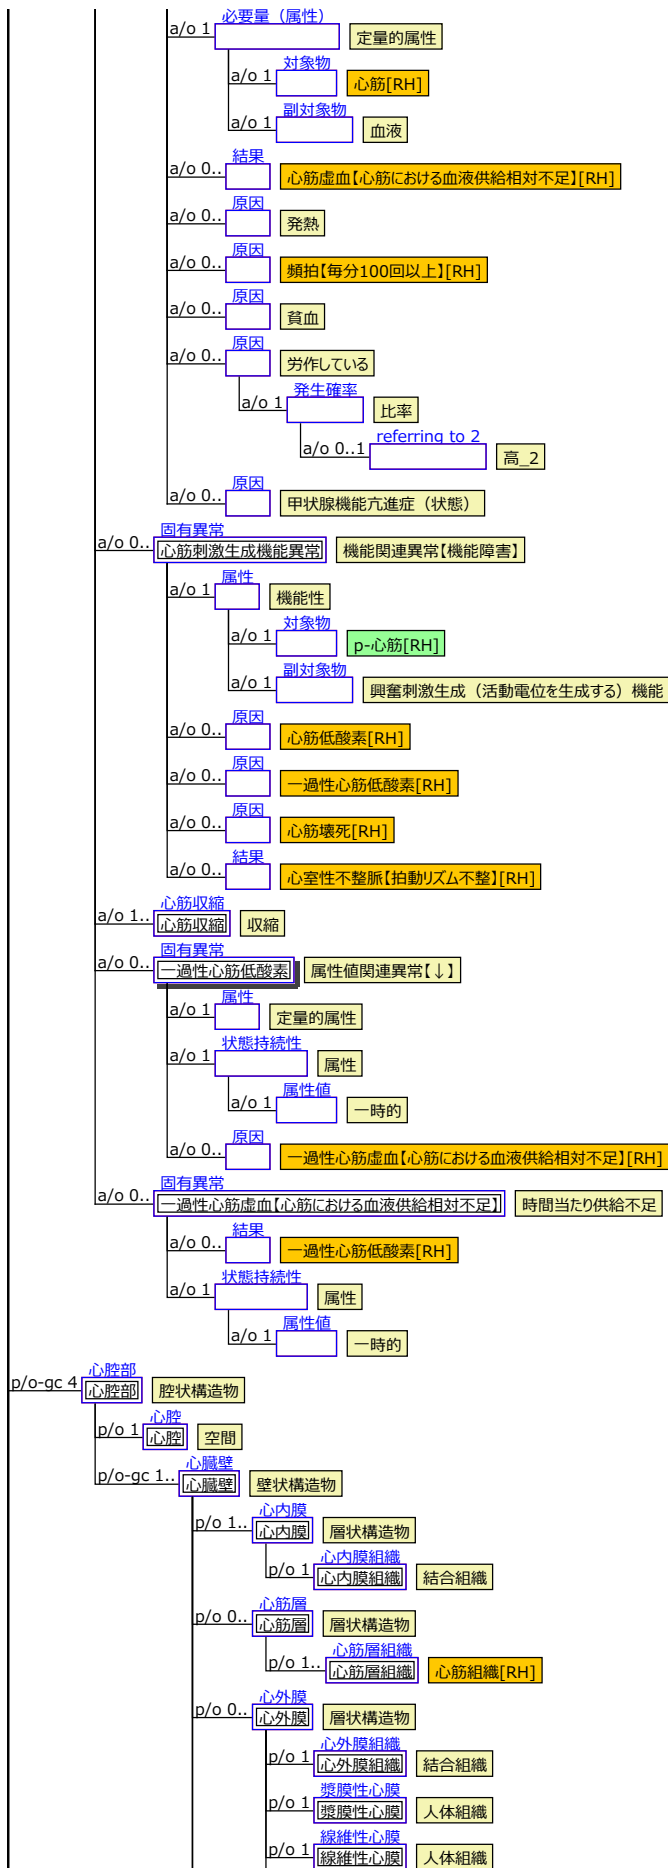 必要量（属性）
a/o 1 定量的属性
対象物
a/o 1 心筋[RH]
副対象物
a/o 1 血液
結果
a/o 0.. 心筋虚血【心筋における血液供給相対不足】[RH]
原因
a/o 0.. 発熱
原因
a/o 0.. 頻拍【毎分100回以上】[RH]
原因
a/o 0.. 貧血
原因
a/o 0.. 労作している
発生確率
a/o 1 比率
referring to 2
a/o 0..1 高_2
原因
a/o 0.. 甲状腺機能亢進症（状態）
固有異常
a/o 0.. 心筋刺激生成機能異常 機能関連異常【機能障害】
属性
a/o 1 機能性
対象物
a/o 1 p-心筋[RH]
副対象物
a/o 1 興奮刺激生成（活動電位を生成する）機能
原因
a/o 0.. 心筋低酸素[RH]
原因
a/o 0.. 一過性心筋低酸素[RH]
原因
a/o 0.. 心筋壊死[RH]
結果
a/o 0.. 心室性不整脈【拍動リズム不整】[RH]
心筋収縮
a/o 1.. 心筋収縮 収縮
固有異常
a/o 0.. 一過性心筋低酸素 属性値関連異常【↓】
属性
a/o 1 定量的属性
状態持続性
a/o 1 属性
属性値
a/o 1 一時的
原因
a/o 0.. 一過性心筋虚血【心筋における血液供給相対不足】[RH]
固有異常
a/o 0.. 一過性心筋虚血【心筋における血液供給相対不足】 時間当たり供給不足
結果
a/o 0.. 一過性心筋低酸素[RH]
状態持続性
a/o 1 属性
属性値
a/o 1 一時的
心腔部
p/o-gc 4 心腔部 腔状構造物
心腔
p/o 1 心腔 空間
心臓壁
p/o-gc 1.. 心臓壁 壁状構造物
心内膜
p/o 1.. 心内膜 層状構造物
心内膜組織
p/o 1 心内膜組織 結合組織
心筋層
p/o 0.. 心筋層 層状構造物
心筋層組織
p/o 1.. 心筋層組織 心筋組織[RH]
心外膜
p/o 0.. 心外膜 層状構造物
心外膜組織
p/o 1 心外膜組織 結合組織
漿膜性心膜
p/o 1 漿膜性心膜 人体組織
線維性心膜
p/o 1 線維性心膜 人体組織